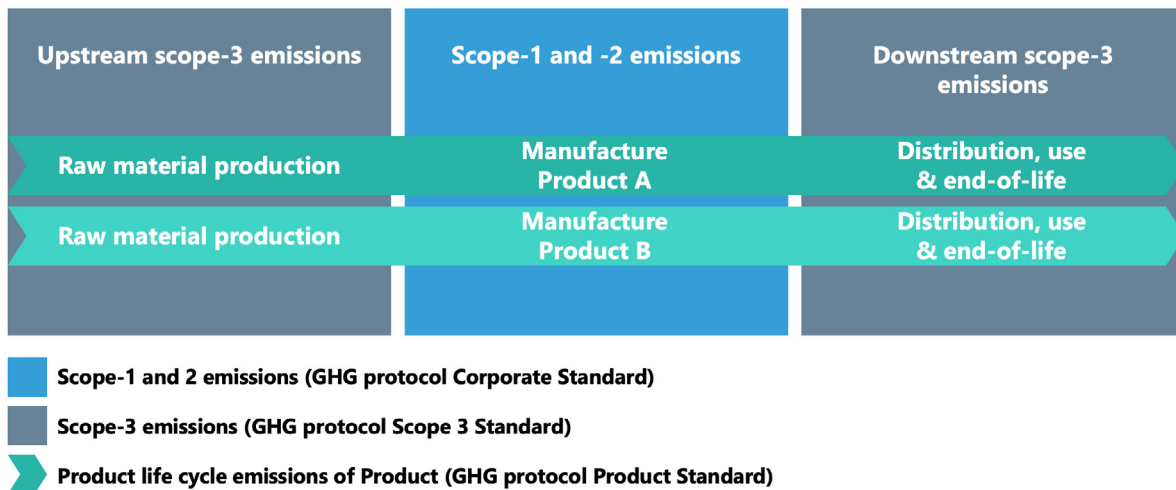 Upstream scope-3 emissions
Scope-1 and -2 emissions
Downstream scope-3
emissions
Raw material production
Manufacture
Product A
Distribution, use
& end-of-life
Raw material production
Manufacture
Product B
Distribution, use
& end-of-life
Scope-1 and 2 emissions (GHG protocol Corporate Standard)
Scope-3 emissions (GHG protocol Scope 3 Standard)
Product life cycle emissions of Product (GHG protocol Product Standard)